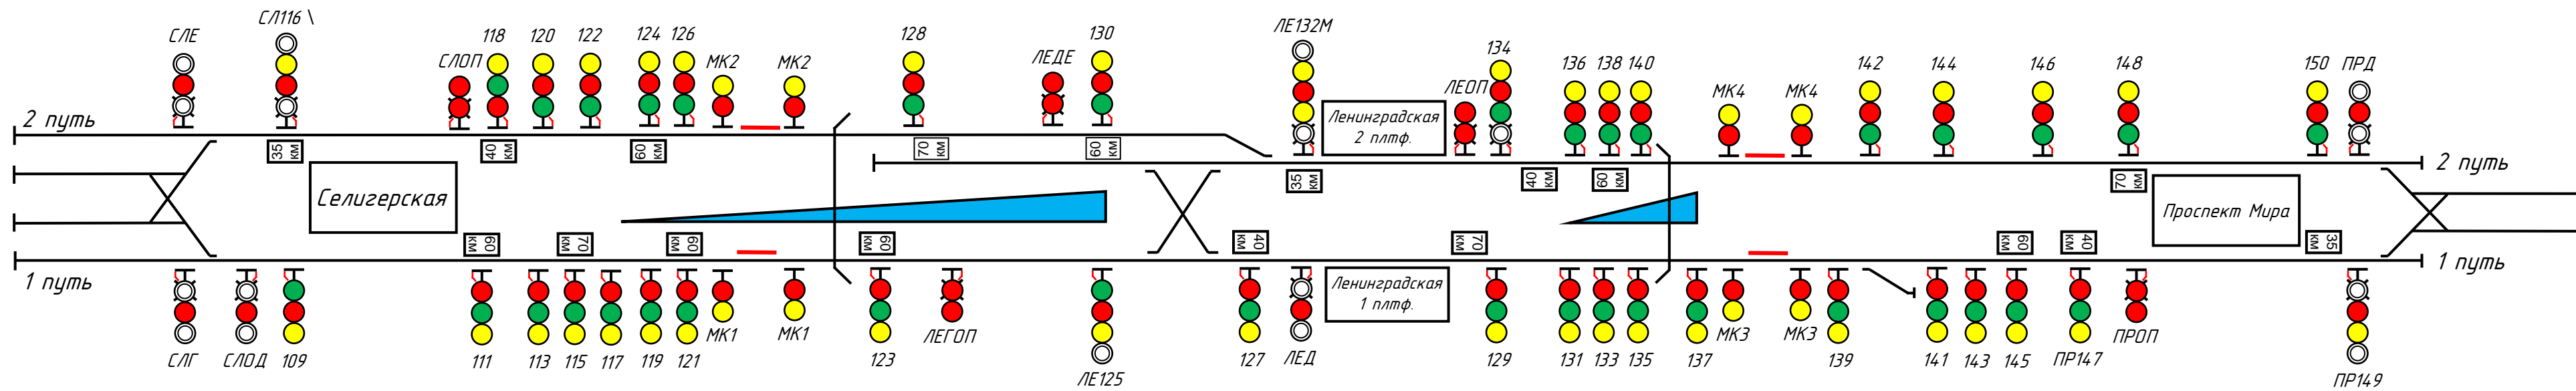 СЛЕ
СЛ116 \
СЛОП
118
120
122
124
126
МК2
МК2
128
ЛЕДЕ
130
ЛЕ132М
ЛЕОП
134
136
138
140
МК4
МК4
142
144
146
148
150
ПРД
2 путь
35 км
40 км
60 км
70 км
60 км
Ленинградская
2 плтф.
35 км
40 км
60 км
70 км
2 путь
Селигерская
Проспект Мира
60 км
70 км
60 км
60 км
40 км
70 км
60 км
40 км
35 км
1 путь
Ленинградская
1 плтф.
1 путь
СЛГ
СЛОД
109
111
113
115
117
119
121
МК1
МК1
123
ЛЕГОП
ЛЕ125
127
ЛЕД
129
131
133
135
137
МК3
МК3
139
141
143
145
ПР147
ПРОП
ПР149